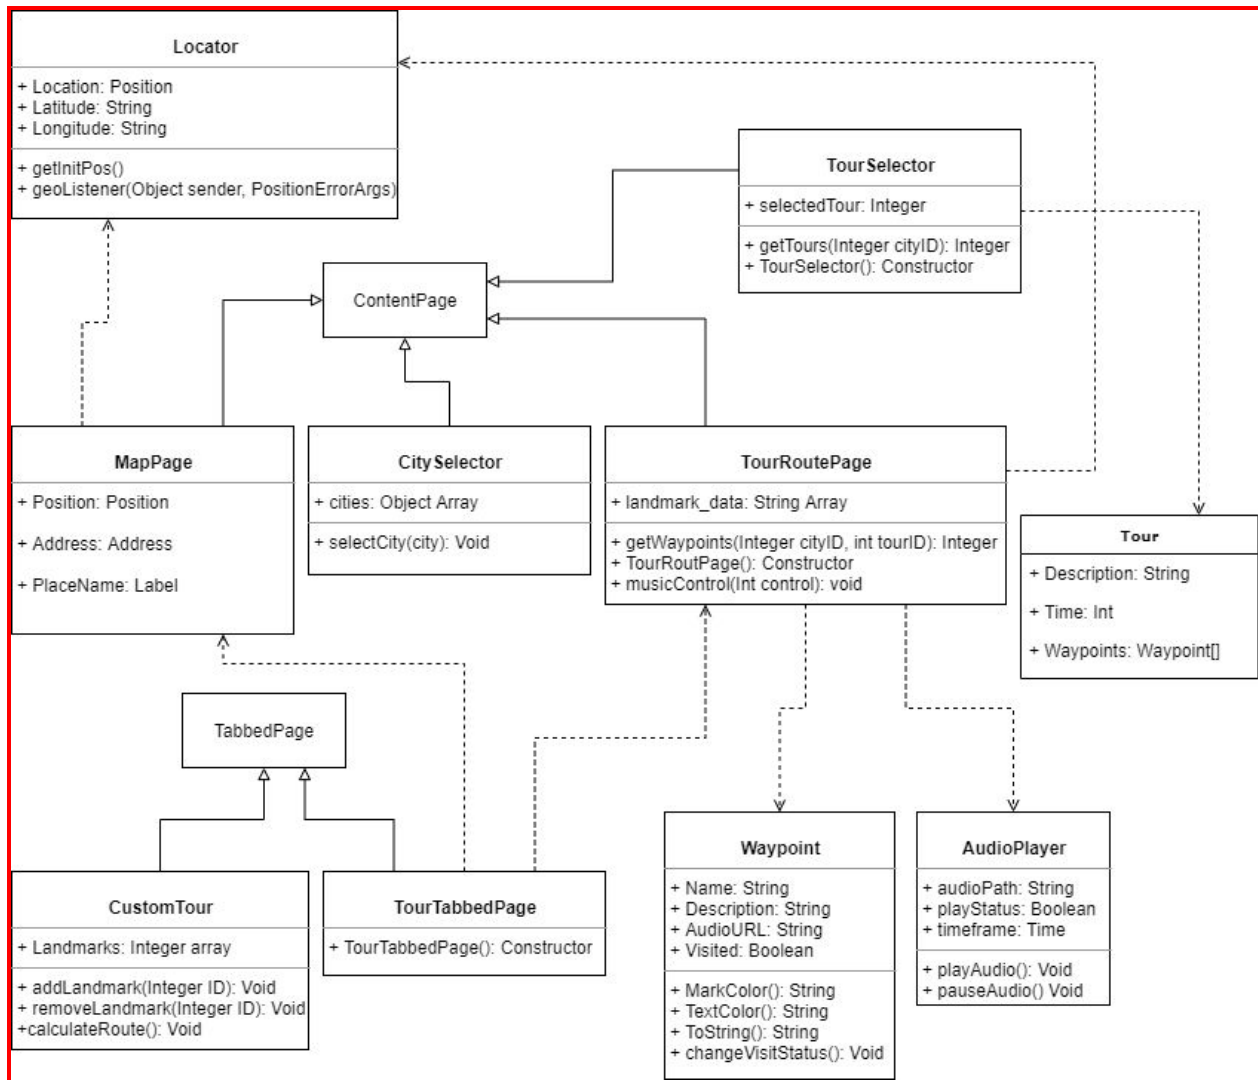 Locator
+ Location: Position
+ Latitude: String
+ Longitude: String
+ getInitPos()
+ geoListener(Object sender, PositionErrorArgs)
TourSelector
+ selectedTour: Integer
+ getTours(Integer cityID): Integer
+ TourSelector(): Constructor
ContentPage
MapPage
+ Position: Position
+ Address: Address
+ PlaceName: Label
CitySelector
+ cities: Object Array
+ selectCity(city): Void
TourRoutePage
+ landmark_data: String Array
+ getWaypoints(Integer cityID, int tourID): Integer
+ TourRoutPage(): Constructor
+ musicControl(Int control): void
Tour
+ Description: String
+ Time: Int
+ Waypoints: Waypoint[]
TabbedPage
CustomTour
+ Landmarks: Integer array
+ addLandmark(Integer ID): Void
+ removeLandmark(Integer ID): Void
+calculateRoute(): Void
TourTabbedPage
+ TourTabbedPage(): Constructor
Waypoint
+ Name: String
+ Description: String
+ AudioURL: String
+ Visited: Boolean
+ MarkColor(): String
+ TextColor(): String
+ ToString(): String
+ changeVisitStatus(): Void
AudioPlayer
+ audioPath: String
+ playStatus: Boolean
+ timeframe: Time
+ playAudio(): Void
+ pauseAudio() Void